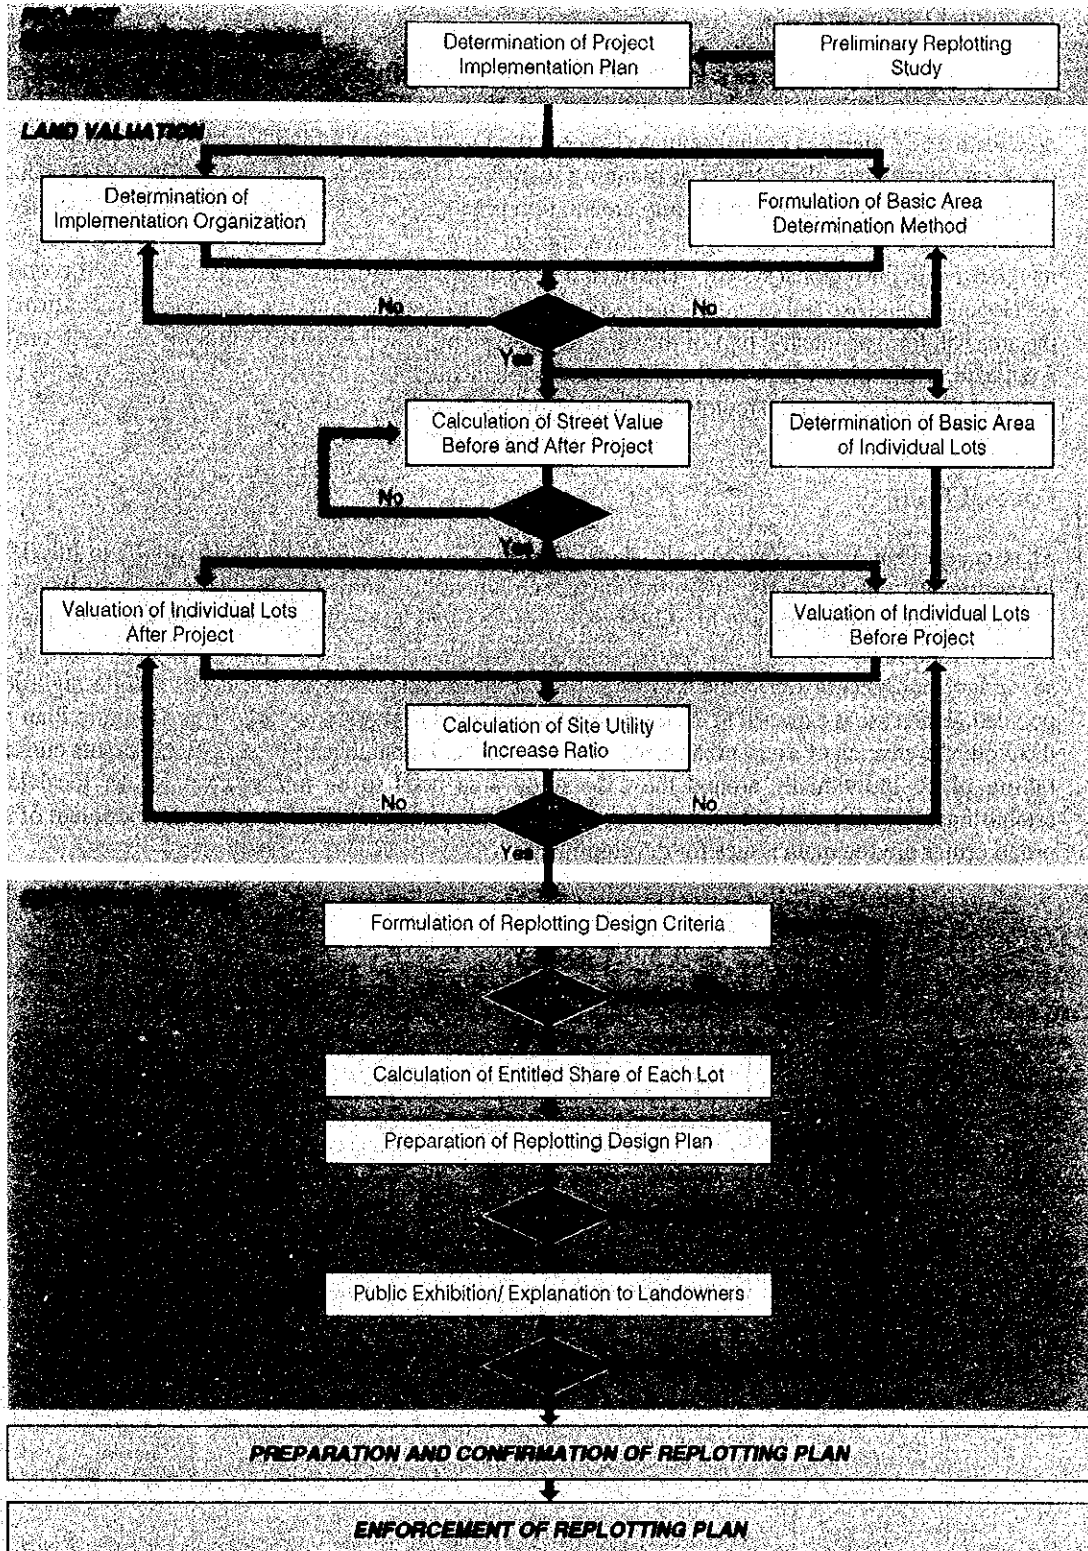 PROJECT
Determination of Project
Implementation Plan
Preliminary Replotting
Study
LAND VALUATION
Determination of
Implementation Organization
Formulation of Basic Area
Determination Method
No
No
Yes
Calculation of Street Value
Before and After Project
Determination of Basic Area
of Individual Lots
No
Yes
Valuation of Individual Lots
After Project
Valuation of Individual Lots
Before Project
Calculation of Site Utility
Increase Ratio
No
No
Yes
Formulation of Replotting Design Criteria
Calculation of Entitled Share of Each Lot
Preparation of Replotting Design Plan
Public Exhibition/ Explanation to Landowners
PREPARATION AND CONFIRMATION OF REPLOTTING PLAN
ENFORCEMENT OF REPLOTTING PLAN